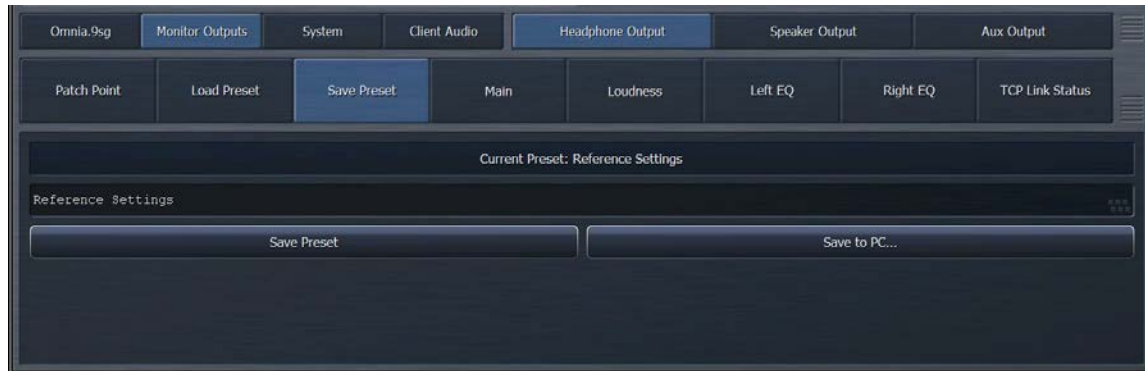 Omnia.9sg Monitor Outputs System Client Audio Headphone Output Speaker Output Aux Output
Patch Point Load Preset Save Preset Main Loudness Left EQ Right EQ TCP Link Status
Current Preset: Reference Settings
Reference Settings
Save Preset Save to PC...